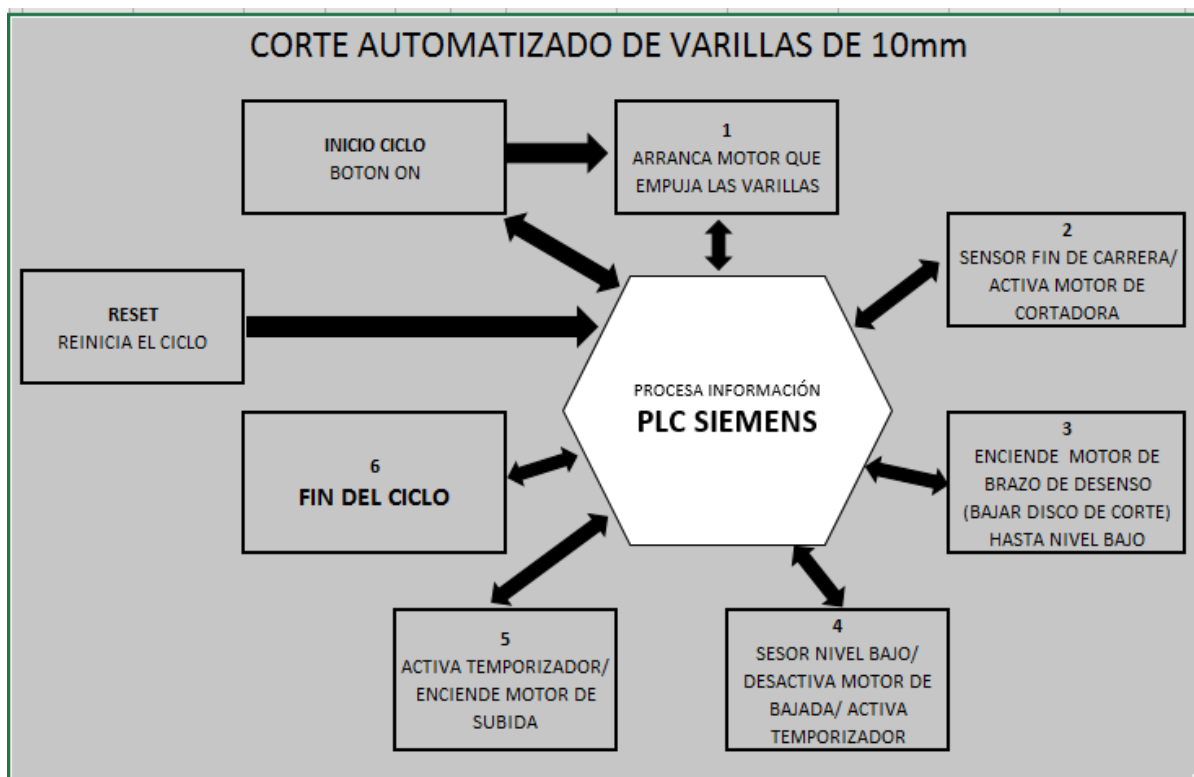 CORTE AUTOMATIZADO DE VARILLAS DE 10mm
INICIO CICLO
BOTON ON
1
ARRANCA MOTOR QUE
EMPUJA LAS VARILLAS
2
SENSOR FIN DE CARRERA/
ACTIVA MOTOR DE
CORTADORA
RESET
REINICIA EL CICLO
PROCESA INFORMACIÓN
PLC SIEMENS
3
ENCIENDE MOTOR DE
BRAZO DE DESENSO
(BAJAR DISCO DE CORTE)
HASTA NIVEL BAJO
6
FIN DEL CICLO
5
ACTIVA TEMPORIZADOR/
ENCIENDE MOTOR DE
SUBIDA
4
SESOR NIVEL BAJO/
DESACTIVA MOTOR DE
BAJADA/ ACTIVA
TEMPORIZADOR